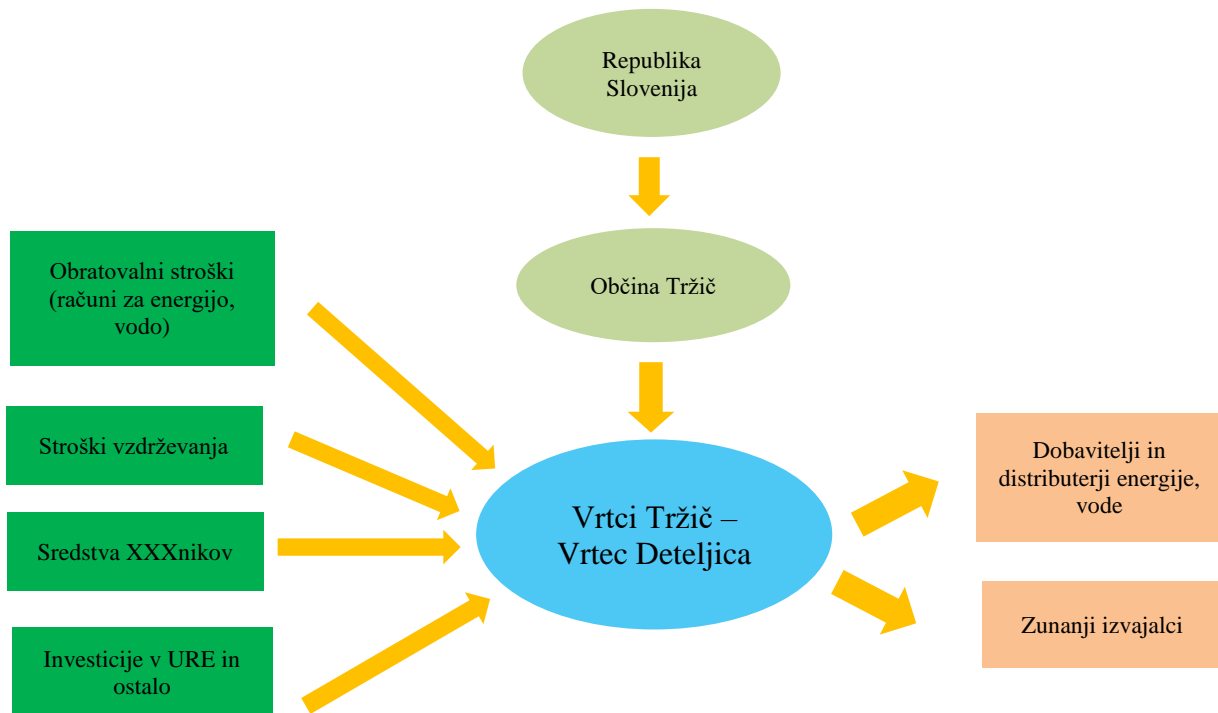 Republika
Slovenija
Občina Tržič
Obratovalni stroški
(računi za energijo,
vodo)
Stroški vzdrževanja
Sredstva XXXnikov
Investicije v URE in
ostalo
Vrtci Tržič –
Vrtec Deteljica
Dobavitelji in
distributerji energije,
vode
Zunanji izvajalci